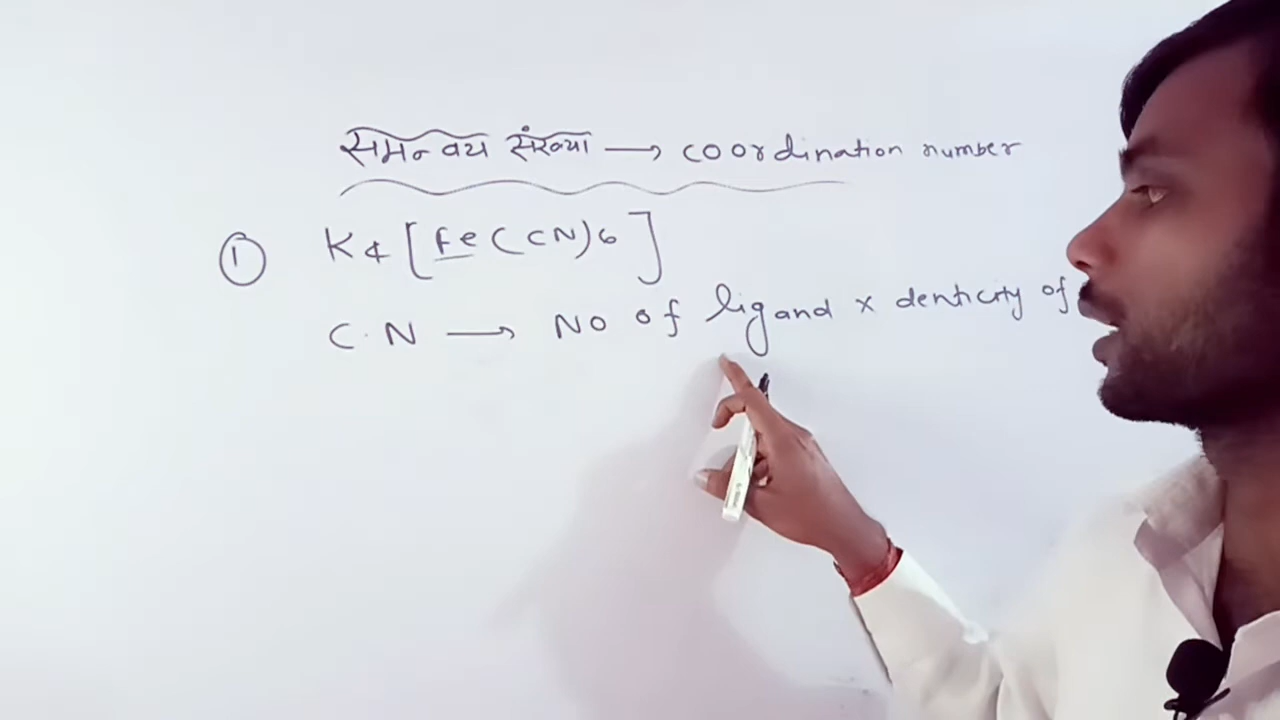 समन्वय संख्या → coordination number
① K4[Fe(CN)6]
C.N → No of ligand x denticity of